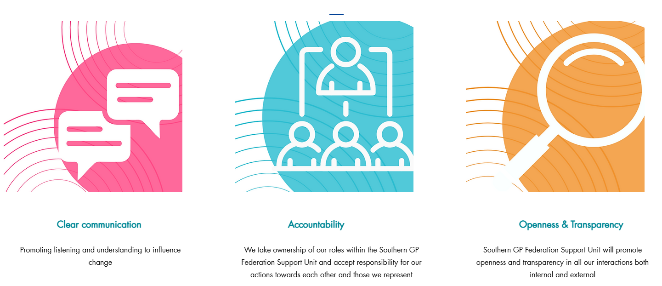 Clear communication
Promoting listening and understanding to influence
change
Accountability
We take ownership of our roles within the Southern GP
Federation Support Unit and accept responsibility for our
actions towards each other and those we represent
Openness & Transparency
Southern GP Federation Support Unit will promote
openness and transparency in all our interactions both
internal and external